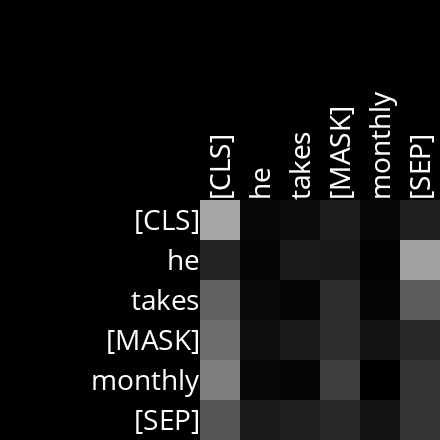 [CLS]
he
takes
[MASK]
monthly
[SEP]
[CLS]
he
takes
[MASK]
monthly
[SEP]